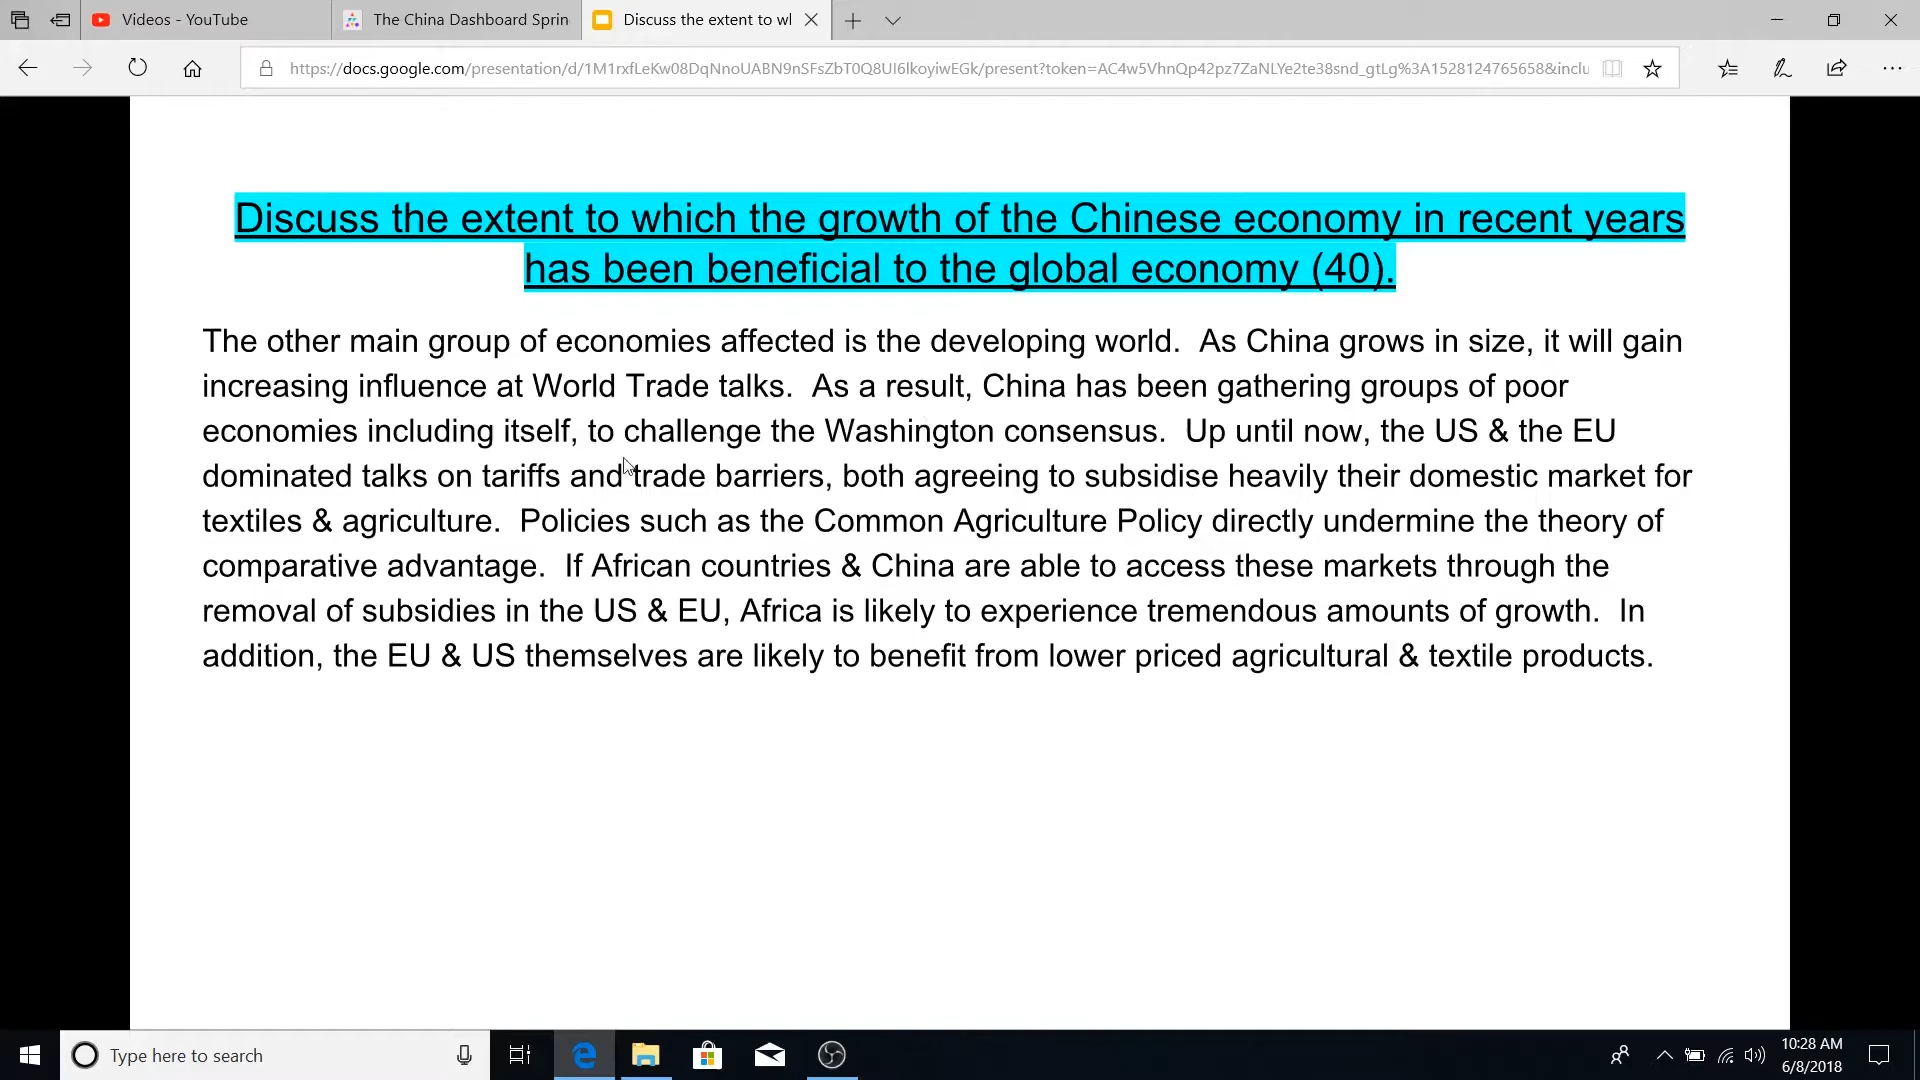 Videos - YouTube
The China Dashboard Sprin
Discuss the extent to wl
https://docs.google.com/presentation/d/1M1rxfLeKw08DqNnoUABN9nSFsZbT0Q8UI6lkoyiwEGk/present?token=AC4w5VhnQp42pz7ZaNLYe2te38snd_gtLg%3A1528124765658&inclu
Discuss the extent to which the growth of the Chinese economy in recent years
has been beneficial to the global economy (40).
The other main group of economies affected is the developing world. As China grows in size, it will gain
increasing influence at World Trade talks. As a result, China has been gathering groups of poor
economies including itself, to challenge the Washington consensus. Up until now, the US & the EU
dominated talks on tariffs and trade barriers, both agreeing to subsidise heavily their domestic market for
textiles & agriculture. Policies such as the Common Agriculture Policy directly undermine the theory of
comparative advantage. If African countries & China are able to access these markets through the
removal of subsidies in the US & EU, Africa is likely to experience tremendous amounts of growth. In
addition, the EU & US themselves are likely to benefit from lower priced agricultural & textile products.
Type here to search
10:28 AM
6/8/2018